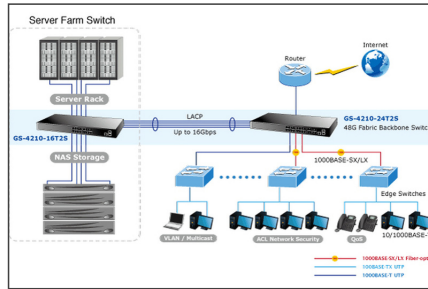 Server Farm Switch
Internet
Router
Server Rack
LACP
GS-4210-24T2S
Up to 16Gbps
48G Fabric Backbone Switc
GS-4210-16T2S
NAS Storage
1000BASE-SX/LX
Edge Switches
VLAN / Multicast
ACL Network Security
QoS
10/1000BASE-T
1000BASE-SX/LX Fiber-opt
100BASE-TX UTP
1000BASE-T UTP